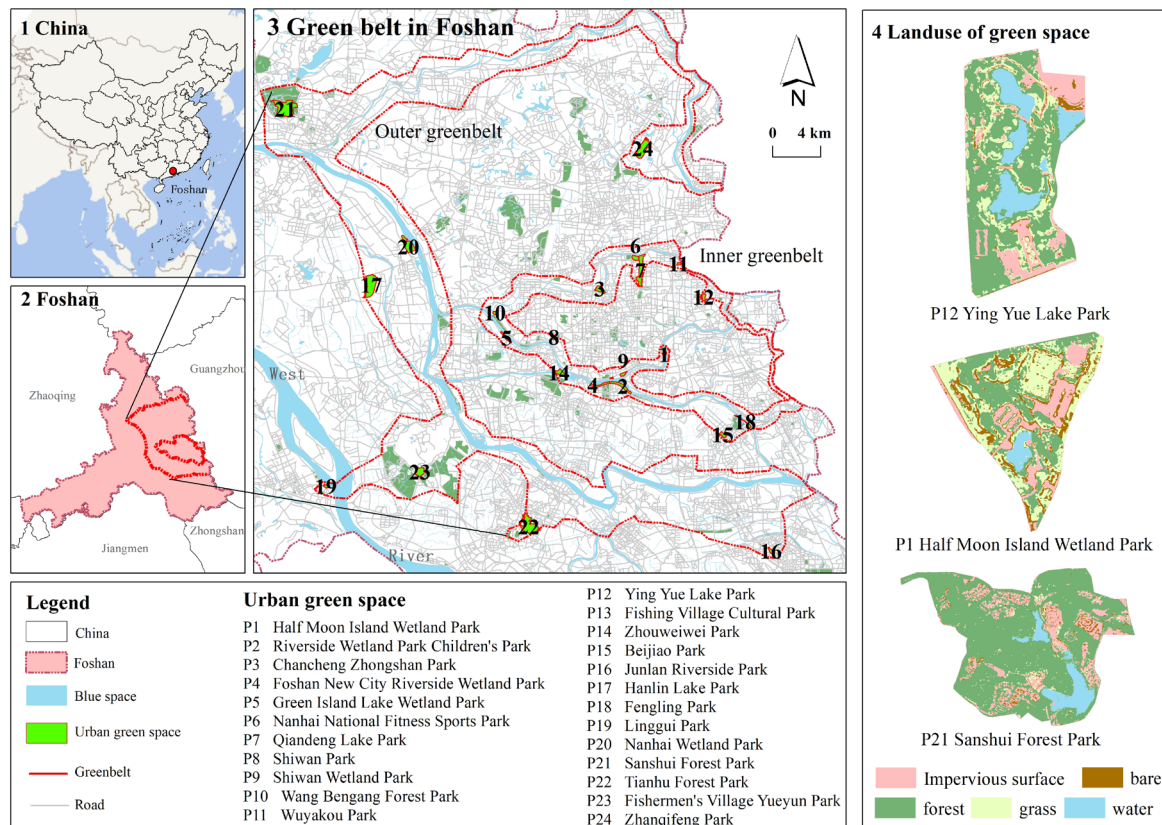 1 China
Foshan
2 Foshan
Guangzhou
Zhaoqing
Zhongshan
Jiangmen
3 Green belt in Foshan
N
0 4 km
Outer greenbelt
Inner greenbelt
21
24
20
17
6
7
11
3
12
10
5
8
1
9
14
4
2
18
15
23
19
22
16
West
River
Legend
China
Foshan
Blue space
Urban green space
Greenbelt
Road
Urban green space
P1 Half Moon Island Wetland Park
P2 Riverside Wetland Park Children's Park
P3 Chancheng Zhongshan Park
P4 Foshan New City Riverside Wetland Park
P5 Green Island Lake Wetland Park
P6 Nanhai National Fitness Sports Park
P7 Qiandeng Lake Park
P8 Shiwan Park
P9 Shiwan Wetland Park
P10 Wang Bengang Forest Park
P11 Wuyakou Park
P12 Ying Yue Lake Park
P13 Fishing Village Cultural Park
P14 Zhouweiwei Park
P15 Beijiao Park
P16 Junlan Riverside Park
P17 Hanlin Lake Park
P18 Fengling Park
P19 Linggui Park
P20 Nanhai Wetland Park
P21 Sanshui Forest Park
P22 Tianhu Forest Park
P23 Fishermen's Village Yueyun Park
P24 Zhanqifeng Park
4 Landuse of green space
P12 Ying Yue Lake Park
P1 Half Moon Island Wetland Park
P21 Sanshui Forest Park
Impervious surface
bare
forest
grass
water